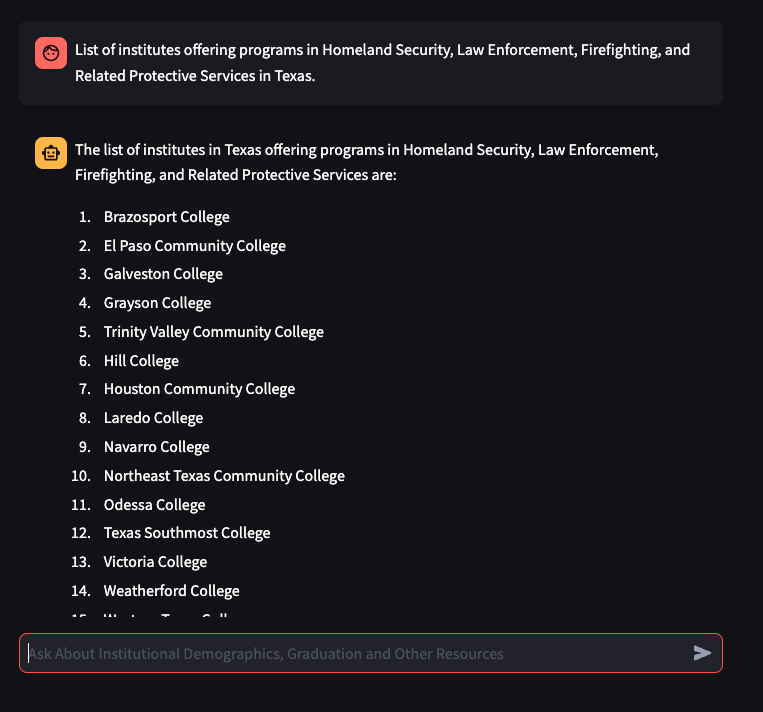 List of institutes offering programs in Homeland Security, Law Enforcement, Firefighting, and
Related Protective Services in Texas.
The list of institutes in Texas offering programs in Homeland Security, Law Enforcement,
Firefighting, and Related Protective Services are:
1. Brazosport College
2. El Paso Community College
3. Galveston College
4. Grayson College
5. Trinity Valley Community College
6. Hill College
7. Houston Community College
8. Laredo College
9. Navarro College
10. Northeast Texas Community College
11. Odessa College
12. Texas Southmost College
13. Victoria College
14. Weatherford College
Ask About Institutional Demographics, Graduation and Other Resources